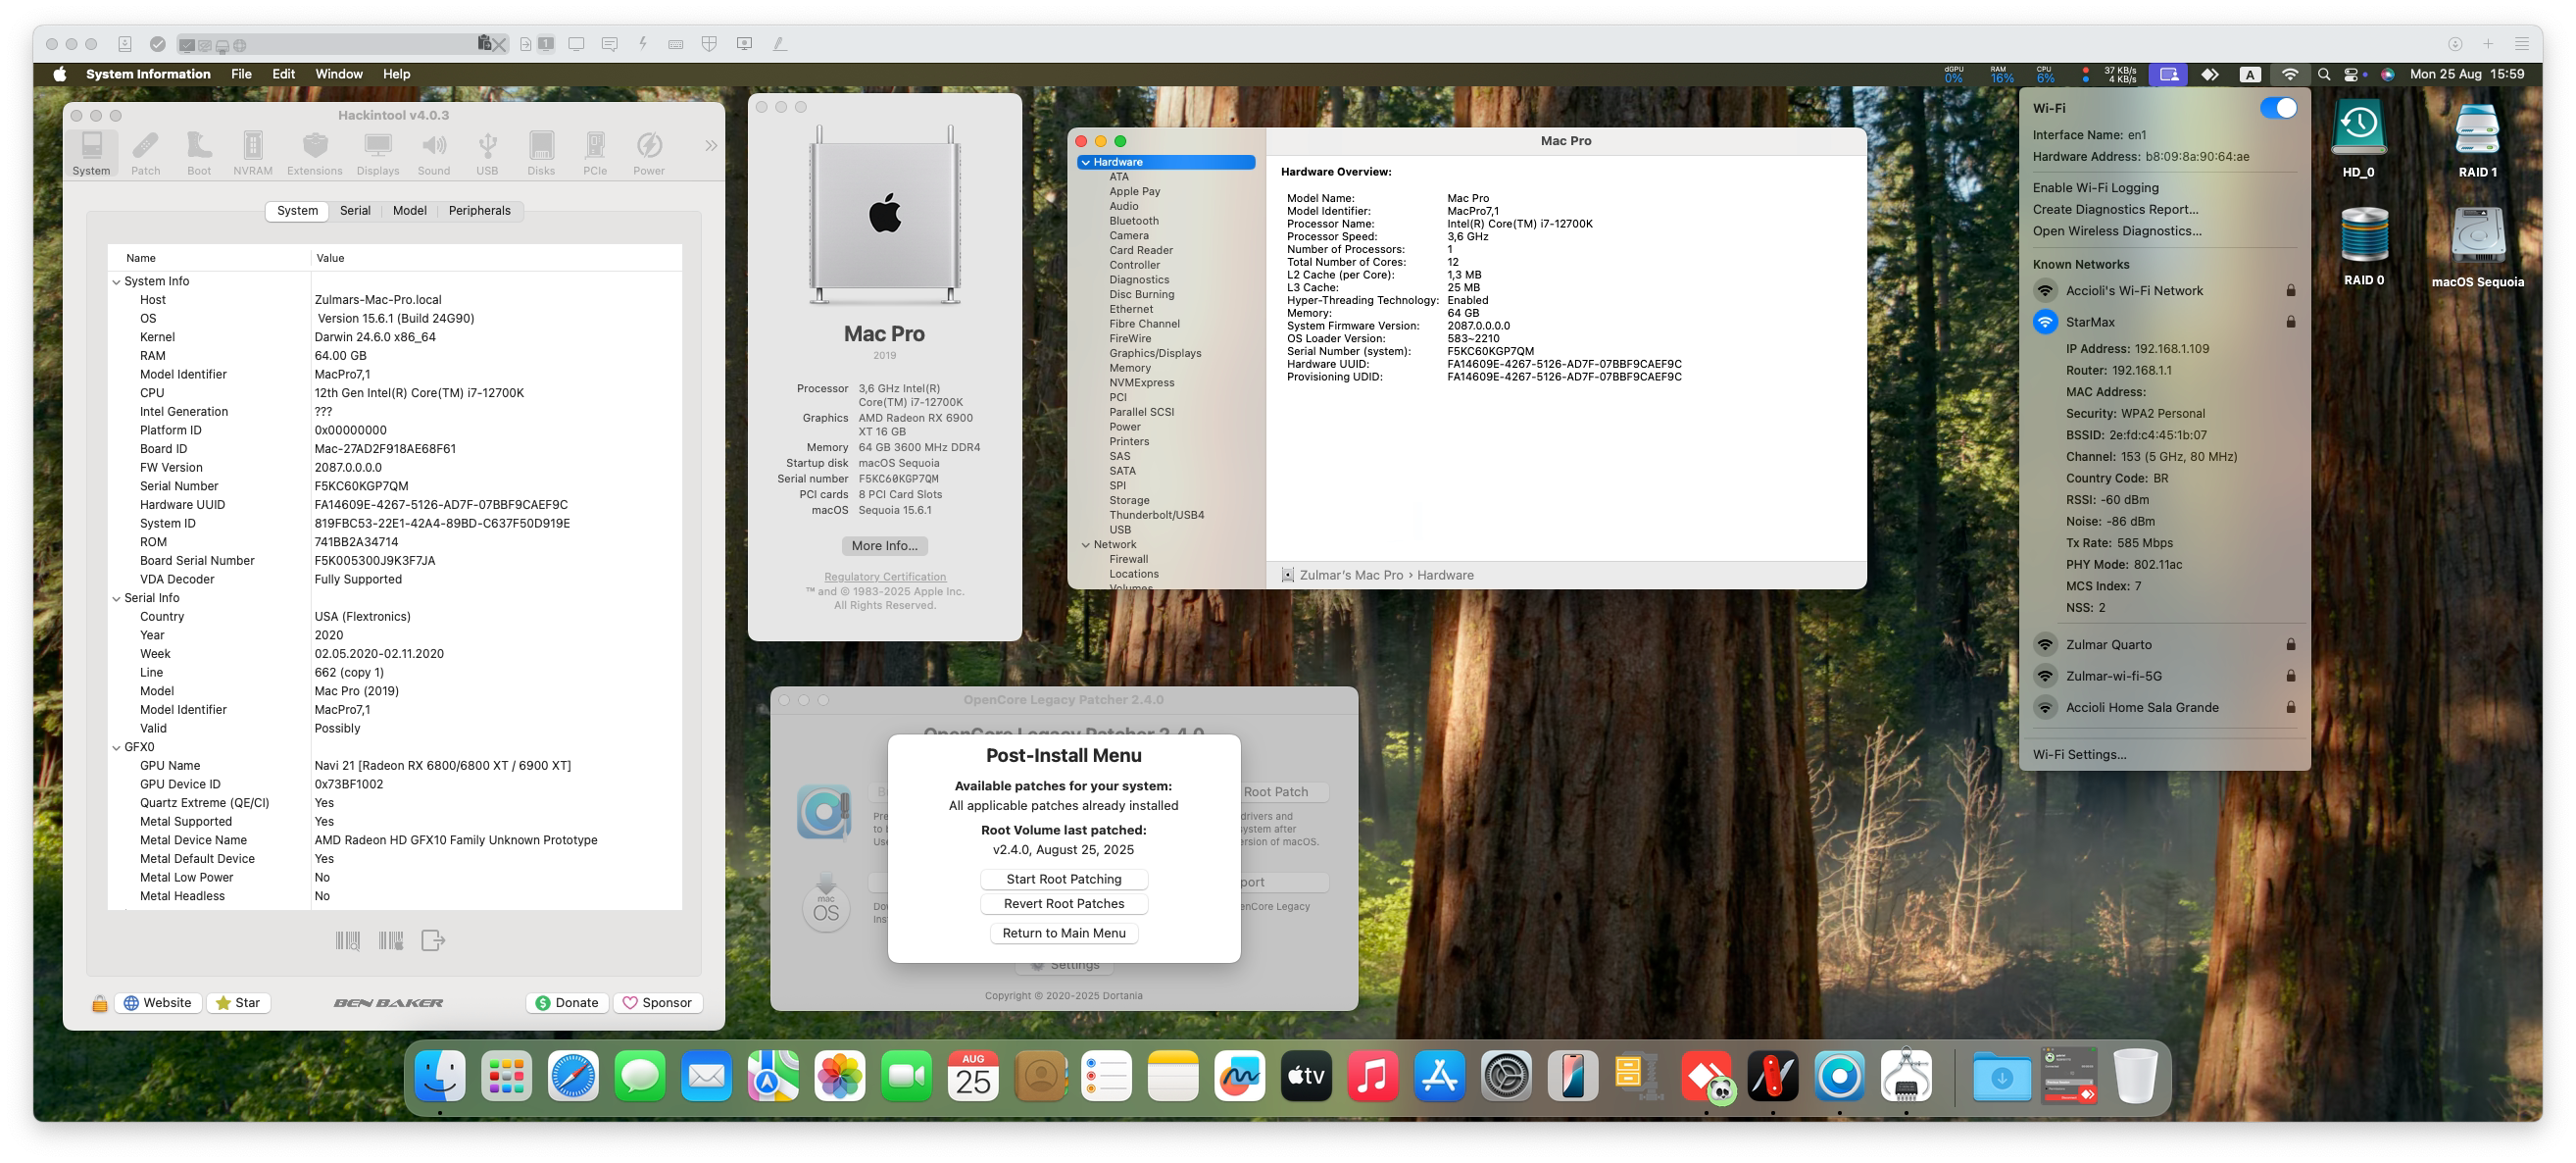 System Information File Edit Window Help
dGPU 0% RAM 16% CPU 6% 37 KB/s 4 KB/s A Mon 25 Aug 15:59
Hackintool v4.0.3
System Patch Boot NVRAM Extensions Displays Sound USB Disks PCIe Power
System Serial Model Peripherals
Name Value
System Info
Host Zulmars-Mac-Pro.local
OS Version 15.6.1 (Build 24G90)
Kernel Darwin 24.6.0 x86_64
RAM 64.00 GB
Model Identifier MacPro7,1
CPU 12th Gen Intel(R) Core(TM) i7-12700K
Intel Generation ???
Platform ID 0x00000000
Board ID Mac-27AD2F918AE68F61
FW Version 2087.0.0.0.0
Serial Number F5KC60KGP7QM
Hardware UUID FA14609E-4267-5126-AD7F-07BBF9CAEF9C
System ID 819FBC53-22E1-42A4-89BD-C637F50D919E
ROM 741BB2A34714
Board Serial Number F5K005300J9K3F7JA
VDA Decoder Fully Supported
Serial Info
Country USA (Flextronics)
Year 2020
Week 02.05.2020-02.11.2020
Line 662 (copy 1)
Model Mac Pro (2019)
Model Identifier MacPro7,1
Valid Possibly
GFX0
GPU Name Navi 21 [Radeon RX 6800/6800 XT / 6900 XT]
GPU Device ID 0x73BF1002
Quartz Extreme (QE/CI) Yes
Metal Supported Yes
Metal Device Name AMD Radeon HD GFX10 Family Unknown Prototype
Metal Default Device Yes
Metal Low Power No
Metal Headless No
Website Star BEN BAKER Donate Sponsor
Mac Pro
2019
Processor 3,6 GHz Intel(R)
Core(TM) i7-12700K
Graphics AMD Radeon RX 6900
XT 16 GB
Memory 64 GB 3600 MHz DDR4
Startup disk macOS Sequoia
Serial number F5KC60KGP7QM
PCI cards 8 PCI Card Slots
macOS Sequoia 15.6.1
More Info...
Regulatory Certification
™ and © 1983-2025 Apple Inc.
All Rights Reserved.
Mac Pro
Hardware
ATA
Apple Pay
Audio
Bluetooth
Camera
Card Reader
Controller
Diagnostics
Disc Burning
Ethernet
Fibre Channel
FireWire
Graphics/Displays
Memory
NVMExpress
PCI
Parallel SCSI
Power
Printers
SAS
SATA
SPI
Storage
Thunderbolt/USB4
USB
Network
Firewall
Locations
Volumes
Hardware Overview:
Model Name: Mac Pro
Model Identifier: MacPro7,1
Processor Name: Intel(R) Core(TM) i7-12700K
Processor Speed: 3,6 GHz
Number of Processors: 1
Total Number of Cores: 12
L2 Cache (per Core): 1,3 MB
L3 Cache: 25 MB
Hyper-Threading Technology: Enabled
Memory: 64 GB
System Firmware Version: 2087.0.0.0.0
OS Loader Version: 583~2210
Serial Number (system): F5KC60KGP7QM
Hardware UUID: FA14609E-4267-5126-AD7F-07BBF9CAEF9C
Provisioning UDID: FA14609E-4267-5126-AD7F-07BBF9CAEF9C
Zulmar's Mac Pro › Hardware
OpenCore Legacy Patcher 2.4.0
OpenCore Legacy Patcher 2.4.0
Post-Install Menu
Available patches for your system:
All applicable patches already installed
Root Volume last patched:
v2.4.0, August 25, 2025
Start Root Patching
Revert Root Patches
Return to Main Menu
Root Patch
drivers and
ystem after
ersion of macOS.
port
enCore Legacy
mac
OS
Settings
Copyright © 2020-2025 Dortania
Wi-Fi
Interface Name: en1
Hardware Address: b8:09:8a:90:64:ae
Enable Wi-Fi Logging
Create Diagnostics Report...
Open Wireless Diagnostics...
Known Networks
Accioli's Wi-Fi Network
StarMax
IP Address: 192.168.1.109
Router: 192.168.1.1
MAC Address:
Security: WPA2 Personal
BSSID: 2e:fd:c4:45:1b:07
Channel: 153 (5 GHz, 80 MHz)
Country Code: BR
RSSI: -60 dBm
Noise: -86 dBm
Tx Rate: 585 Mbps
PHY Mode: 802.11ac
MCS Index: 7
NSS: 2
Zulmar Quarto
Zulmar-wi-fi-5G
Accioli Home Sala Grande
Wi-Fi Settings...
HD_0
RAID 1
RAID 0
macOS Sequoia
AUG
25
tv